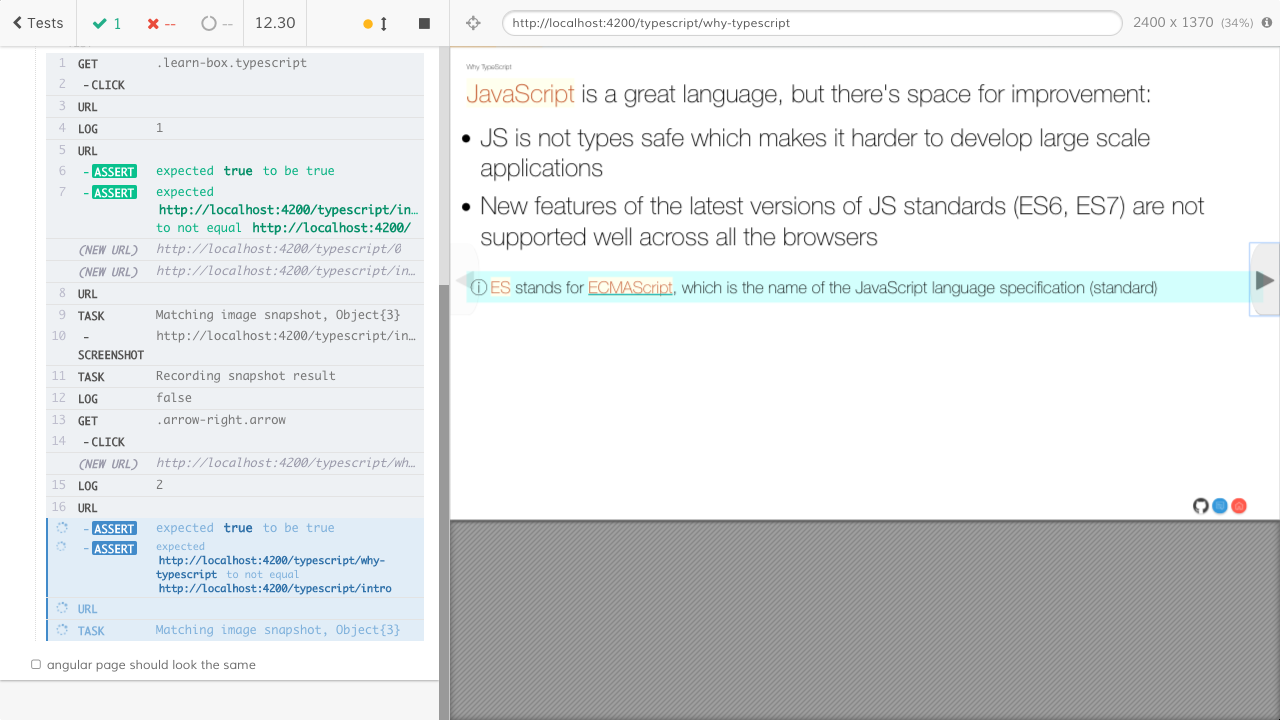 Tests
1
--
--
12.30
http://localhost:4200/typescript/why-typescript
2400 x 1370 (34%)
1 GET .learn-box.typescript
2 - CLICK
3 URL
4 LOG 1
5 URL
6 - ASSERT expected true to be true
7 - ASSERT expected
http://localhost:4200/typescript/in…
to not equal http://localhost:4200/
(NEW URL) http://localhost:4200/typescript/0
(NEW URL) http://localhost:4200/typescript/in…
8 URL
9 TASK Matching image snapshot, Object{3}
10 - http://localhost:4200/typescript/in…
SCREENSHOT
11 TASK Recording snapshot result
12 LOG false
13 GET .arrow-right.arrow
14 - CLICK
(NEW URL) http://localhost:4200/typescript/wh…
15 LOG 2
16 URL
- ASSERT expected true to be true
- ASSERT expected
http://localhost:4200/typescript/why-
typescript to not equal
http://localhost:4200/typescript/intro
URL
TASK Matching image snapshot, Object{3}
angular page should look the same
Why TypeScript
JavaScript is a great language, but there's space for improvement:
• JS is not types safe which makes it harder to develop large scale
applications
• New features of the latest versions of JS standards (ES6, ES7) are not
supported well across all the browsers
ⓘ ES stands for ECMAScript, which is the name of the JavaScript language specification (standard)